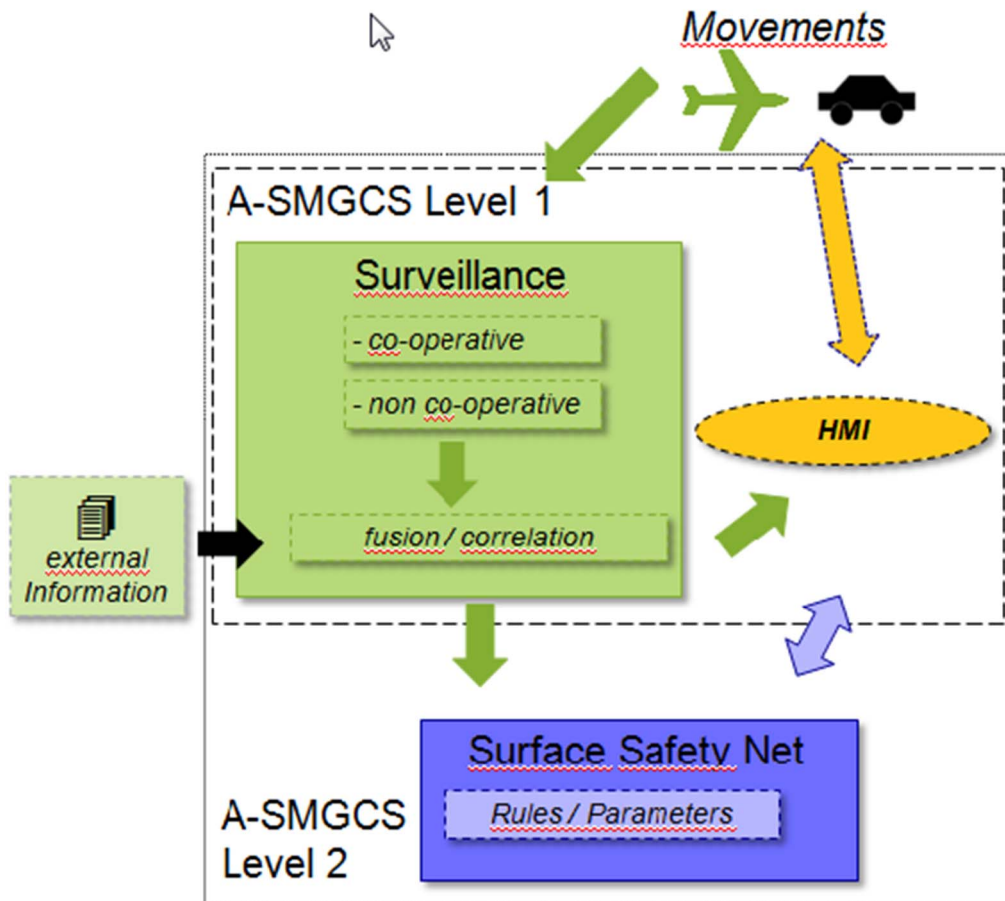 Movements
A-SMGCS Level 1
Surveillance
- co-operative
- non co-operative
fusion / correlation
HMI
external
Information
Surface Safety Net
Rules / Parameters
A-SMGCS
Level 2